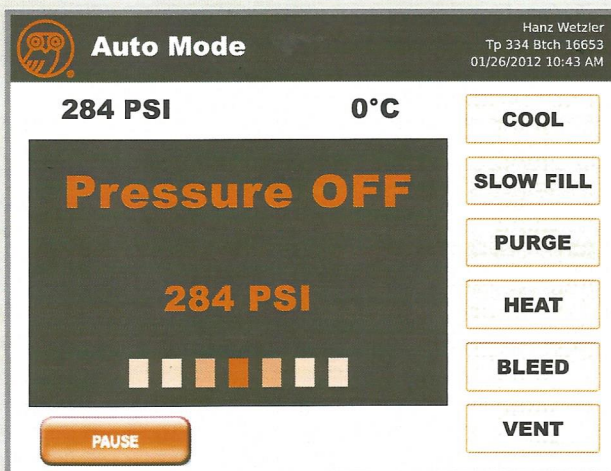 Auto Mode
Hanz Wetzler
Tp 334 Btch 16653
01/26/2012 10:43 AM
284 PSI
0°C
Pressure OFF
284 PSI
PAUSE
COOL
SLOW FILL
PURGE
HEAT
BLEED
VENT